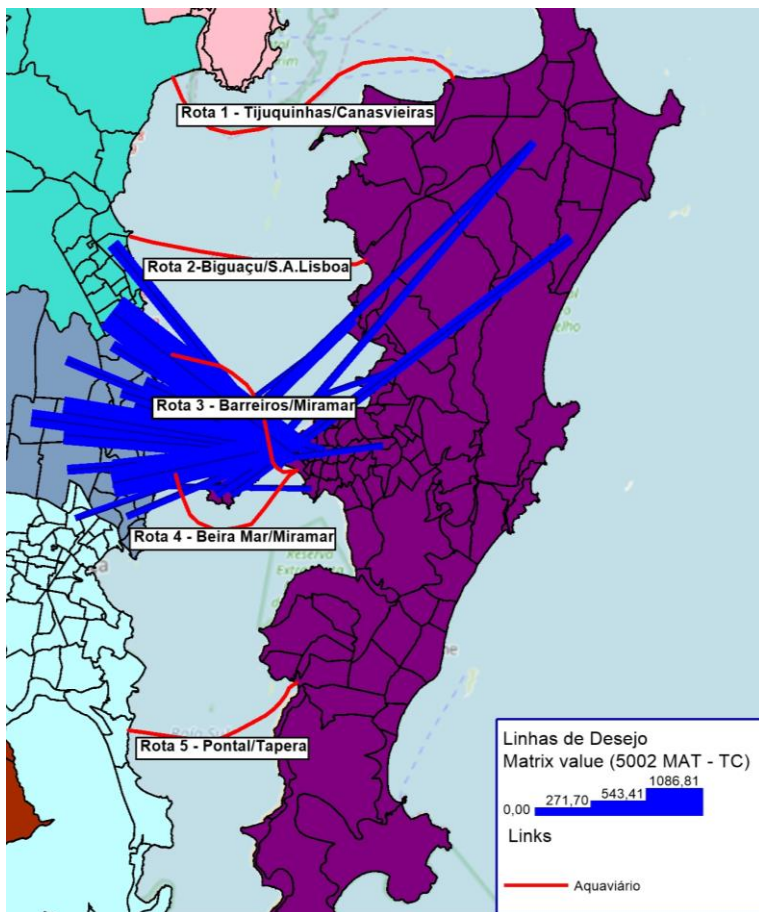 Rota 1 - Tijuquinhas/Canasvieiras
Rota 2-Biguaçu/S.A.Lisboa
Rota 3 - Barreiros/Miramar
Rota 4 - Beira Mar/Miramar
Rota 5 - Pontal/Tapera
Linhas de Desejo
Matrix value (5002 MAT - TC)
0,00 271,70 543,41 1086,81
Links
Aquaviário